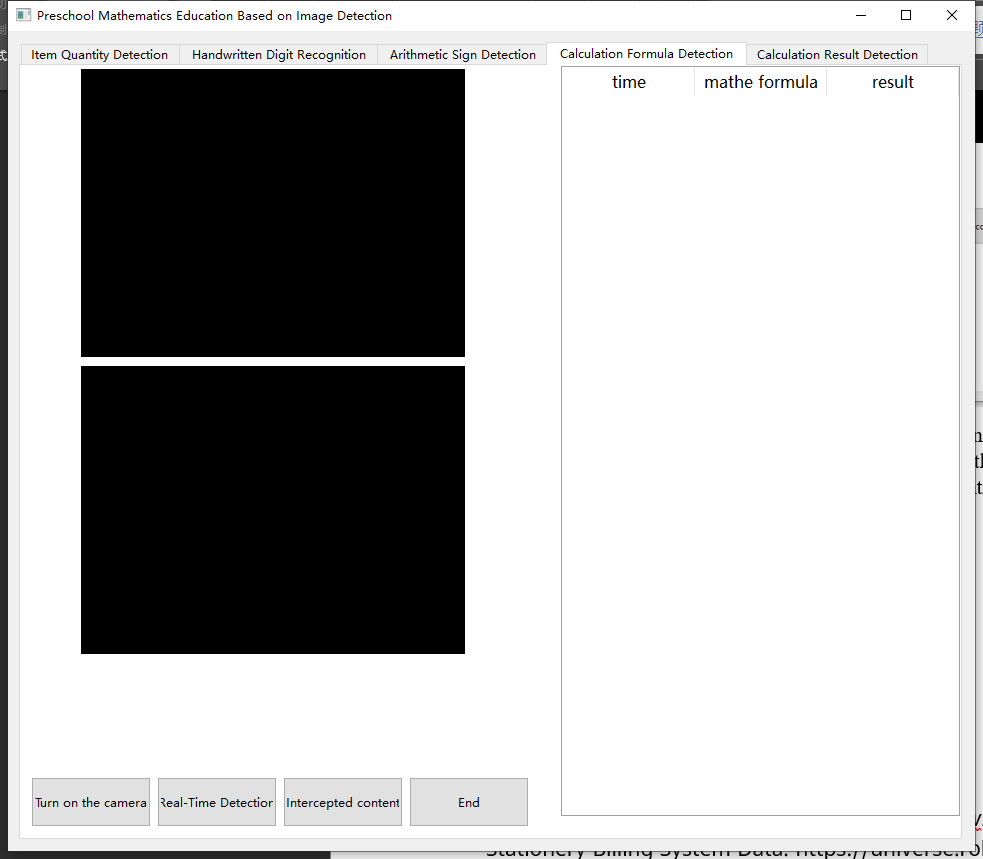 Preschool Mathematics Education Based on Image Detection
Item Quantity Detection Handwritten Digit Recognition Arithmetic Sign Detection Calculation Formula Detection Calculation Result Detection
time mathe formula result
Turn on the camera Real-Time Detection Intercepted content End
Stationery Billing System Data. https://universe.ro